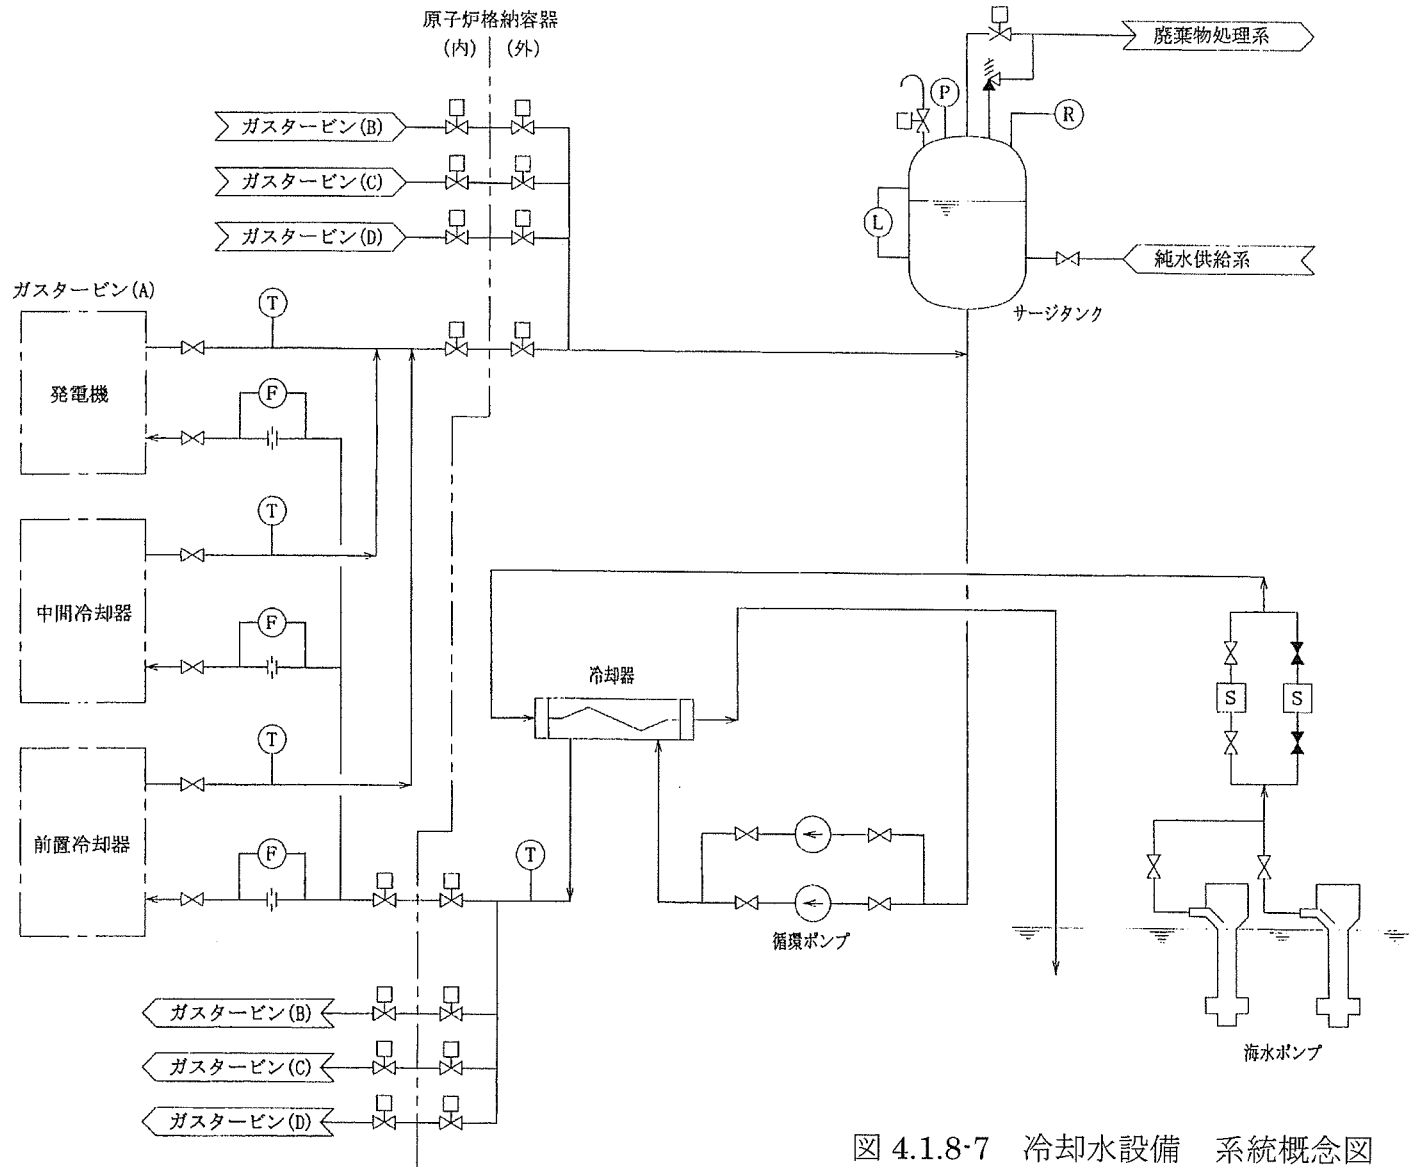 原子炉格納容器
(内) (外)
廃棄物処理系
P
R
ガスタービン(B)
ガスタービン(C)
ガスタービン(D)
L
純水供給系
サージタンク
ガスタービン(A)
T
発電機
F
T
中間冷却器
F
冷却器
S
S
T
前置冷却器
F
T
循環ポンプ
ガスタービン(B)
ガスタービン(C)
ガスタービン(D)
海水ポンプ
図 4.1.8-7 冷却水設備 系統概念図